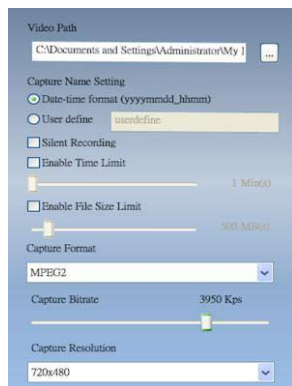 Video Path
C:\Documents and Settings\Administrator\My
...
Capture Name Setting
Date-time format (yyyymmdd_hhmm)
User define
userdefine
Silent Recording
Enable Time Limit
1 Min(s)
Enable File Size Limit
500 MB(s)
Capture Format
MPEG2
Capture Bitrate
3950 Kps
Capture Resolution
720x480